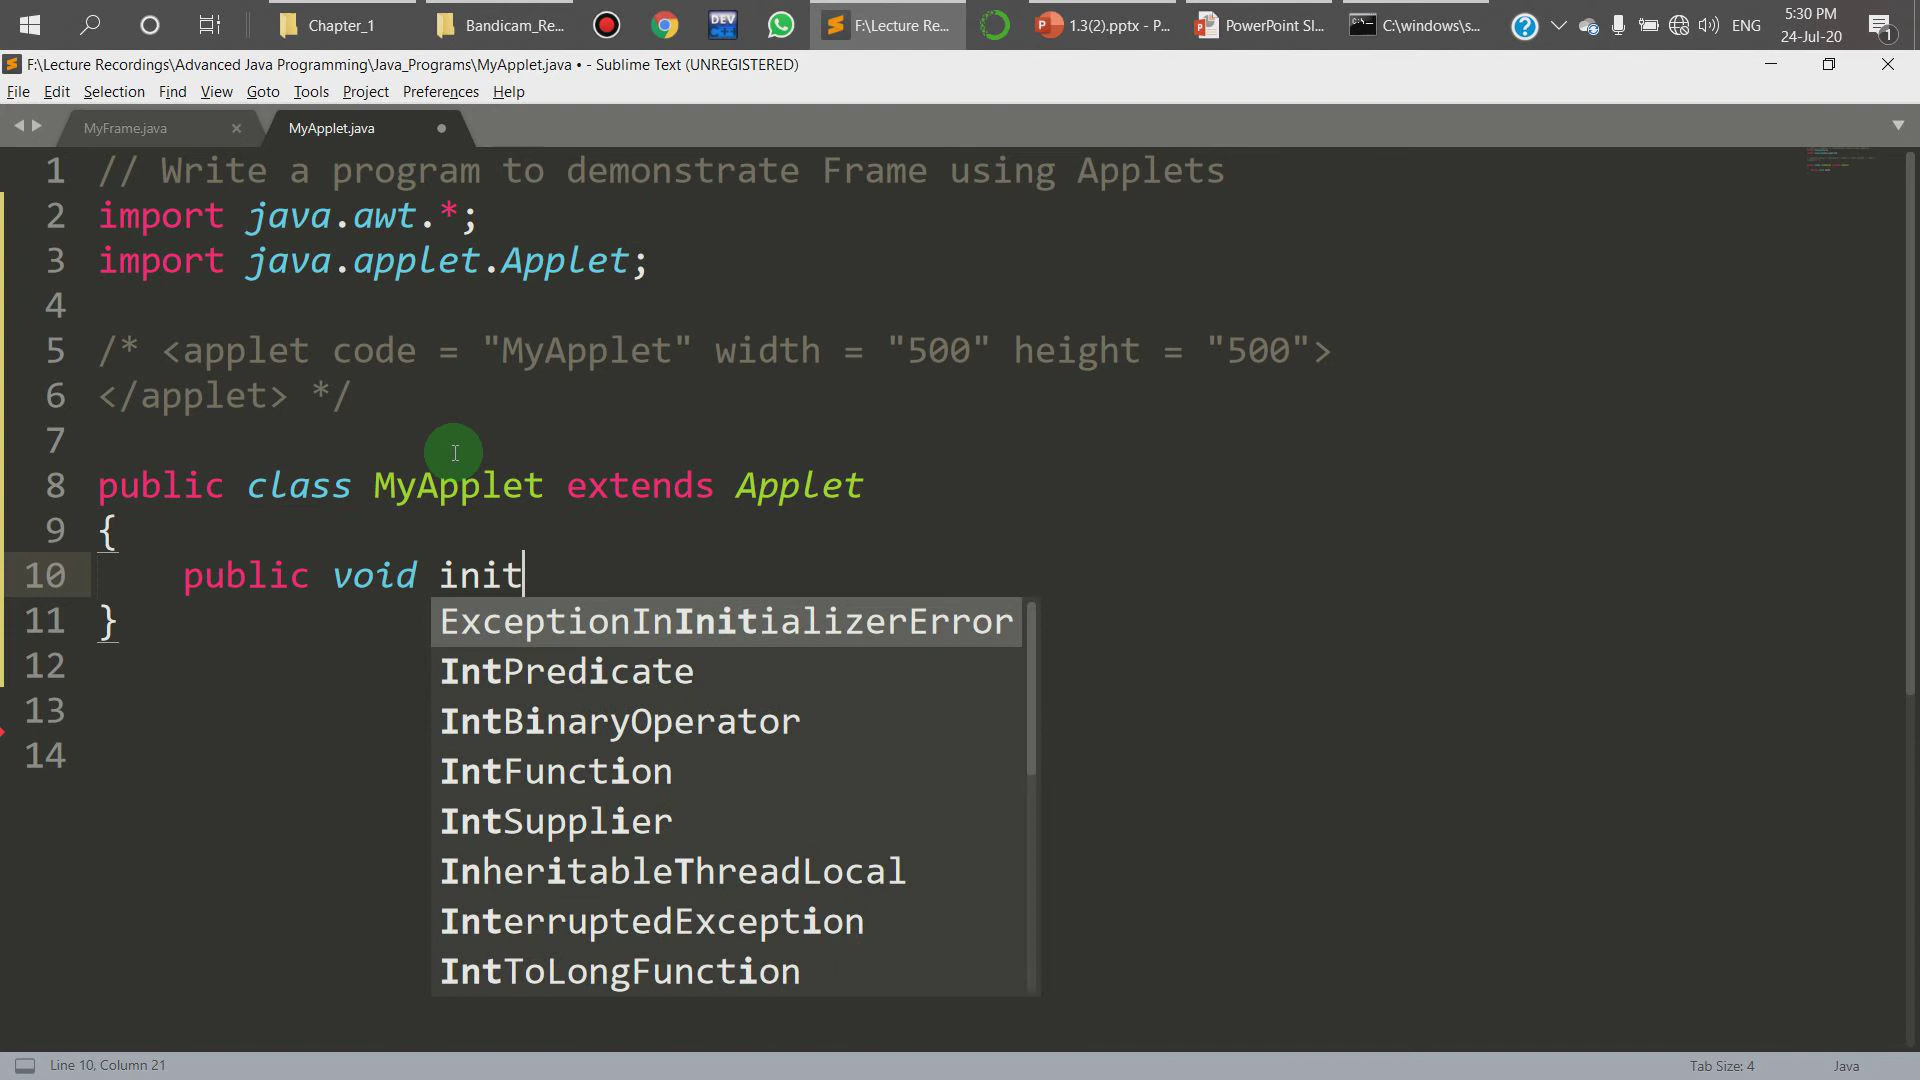 Chapter_1
Bandicam_Re...
DEV
C++
F:\Lecture Re...
1.3(2).pptx - P...
PowerPoint Sl...
C:\windows\s...
ENG
5:30 PM
24-Jul-20
1
F:\Lecture Recordings\Advanced Java Programming\Java_Programs\MyApplet.java • - Sublime Text (UNREGISTERED)
File Edit Selection Find View Goto Tools Project Preferences Help
MyFrame.java
MyApplet.java
1 // Write a program to demonstrate Frame using Applets
2 import java.awt.*;
3 import java.applet.Applet;
4
5 /* <applet code = "MyApplet" width = "500" height = "500">
6 </applet> */
7
8 public class MyApplet extends Applet
9 {
10 public void init
11 }
12
13
14
ExceptionInInitializerError
IntPredicate
IntBinaryOperator
IntFunction
IntSupplier
InheritableThreadLocal
InterruptedException
IntToLongFunction
Line 10, Column 21
Tab Size: 4
Java